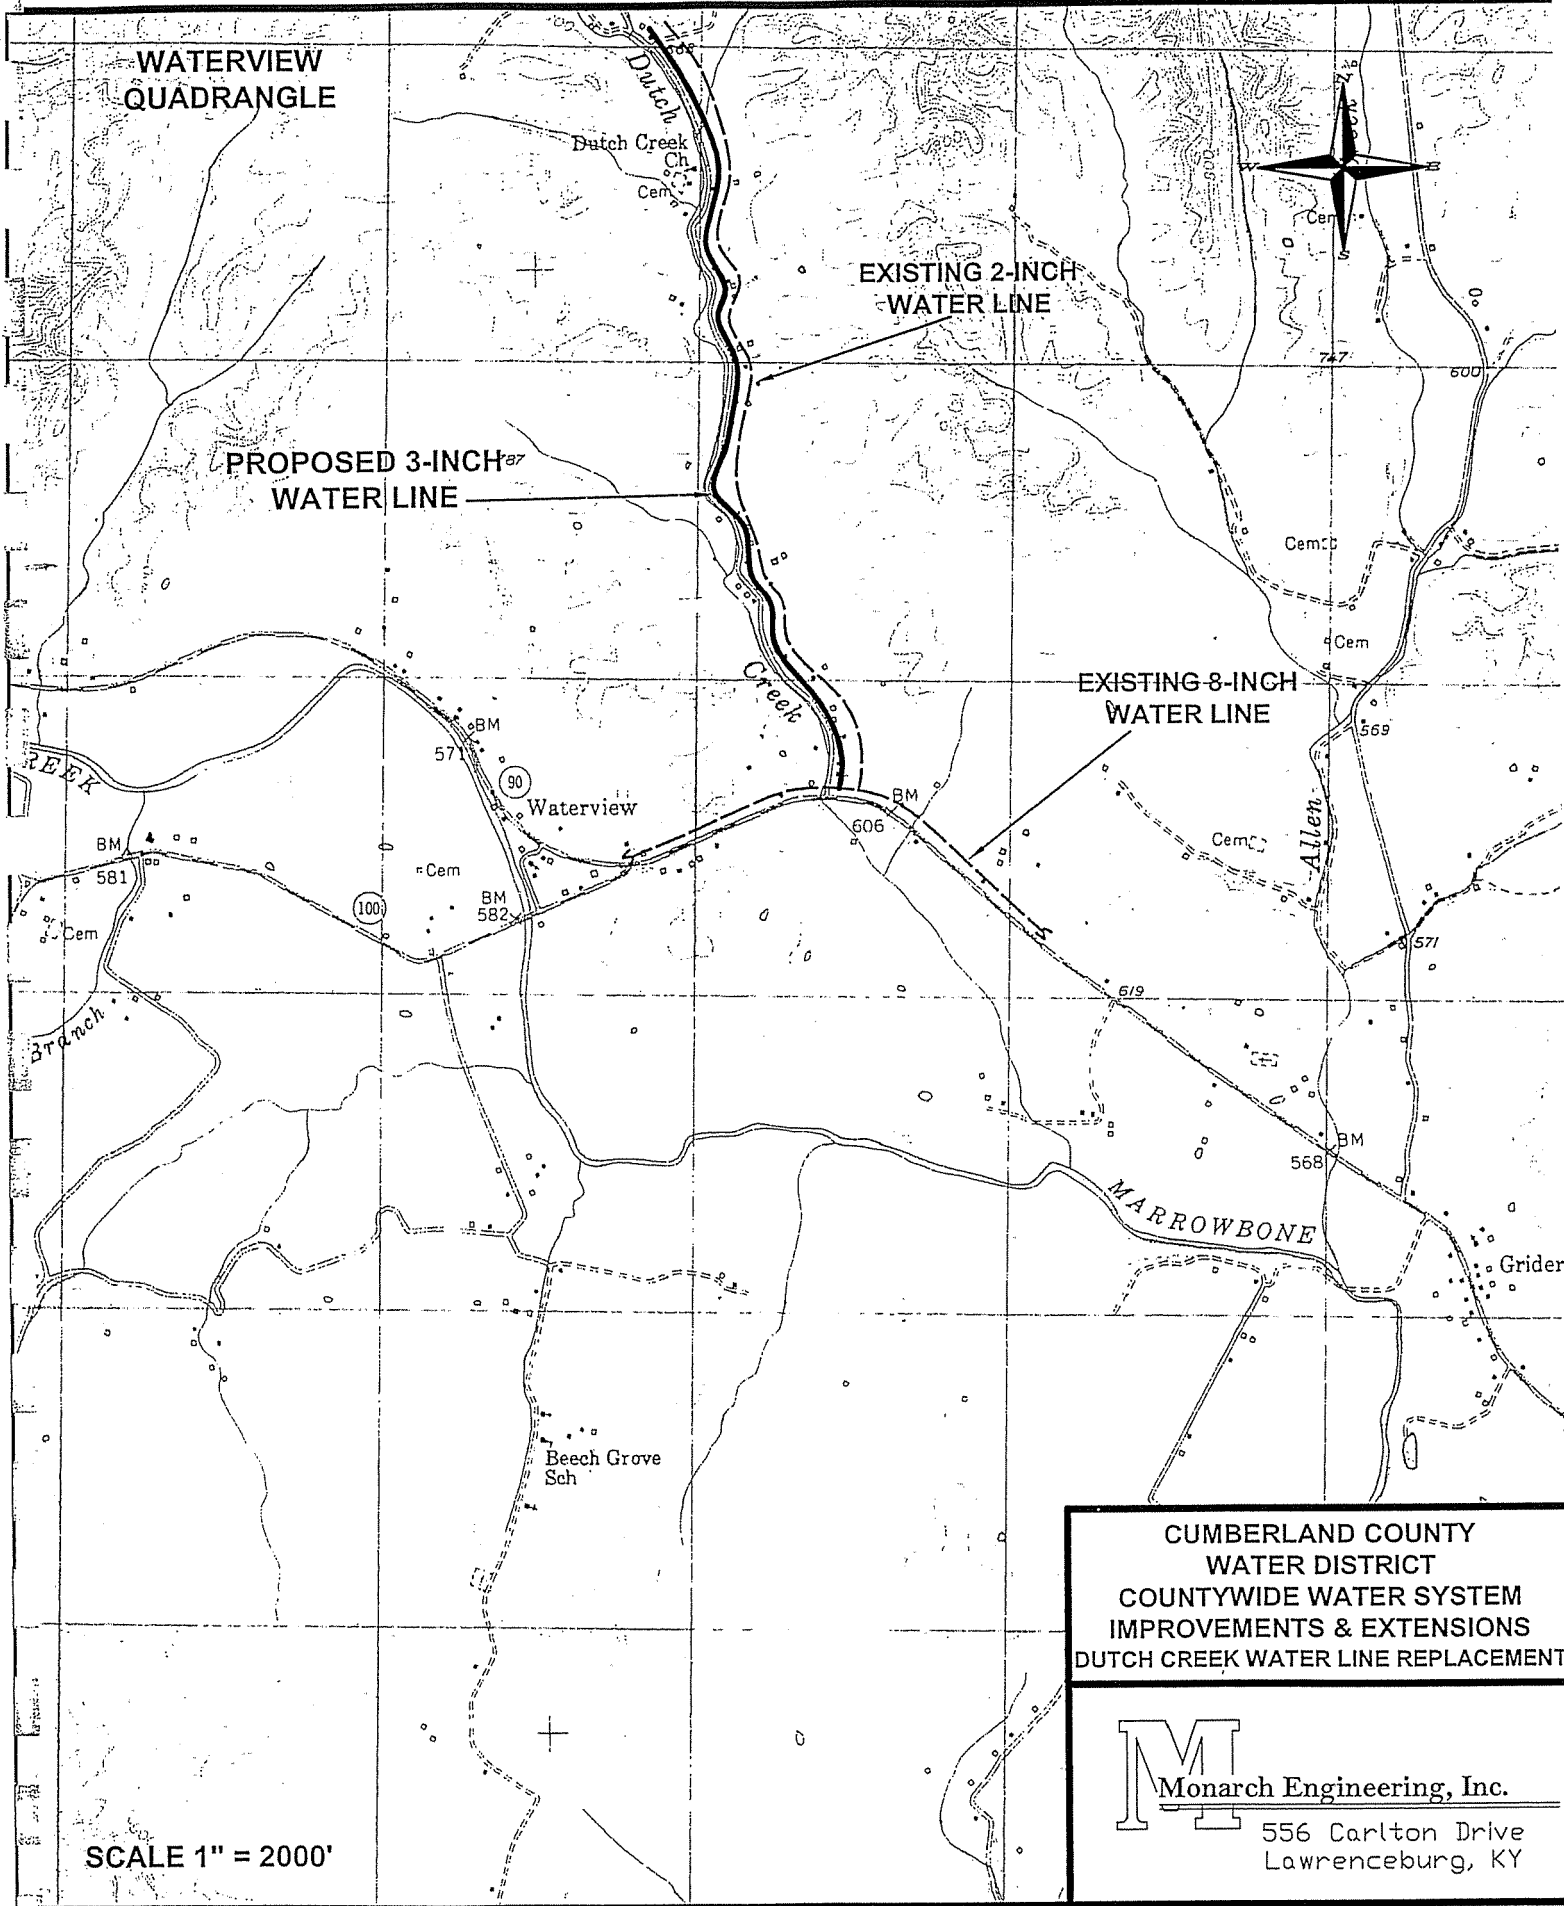 WATERVIEW
QUADRANGLE
Dutch
Dutch Creek
Ch
Cem
EXISTING 2-INCH
WATER LINE
N
W
E
S
Cem
800
747
600
PROPOSED 3-INCH
WATER LINE
787
Cem
Cem
Creek
EXISTING 8-INCH
WATER LINE
569
REEK
BM
571
90
Waterview
BM
606
Allen
Cem
BM
581
Cem
100
BM
582
Cem
571
619
Branch
BM
568
MARROWBONE
Grider
Beech Grove
Sch
CUMBERLAND COUNTY
WATER DISTRICT
COUNTYWIDE WATER SYSTEM
IMPROVEMENTS & EXTENSIONS
DUTCH CREEK WATER LINE REPLACEMENT
M
Monarch Engineering, Inc.
556 Carlton Drive
Lawrenceburg, KY
SCALE 1" = 2000'